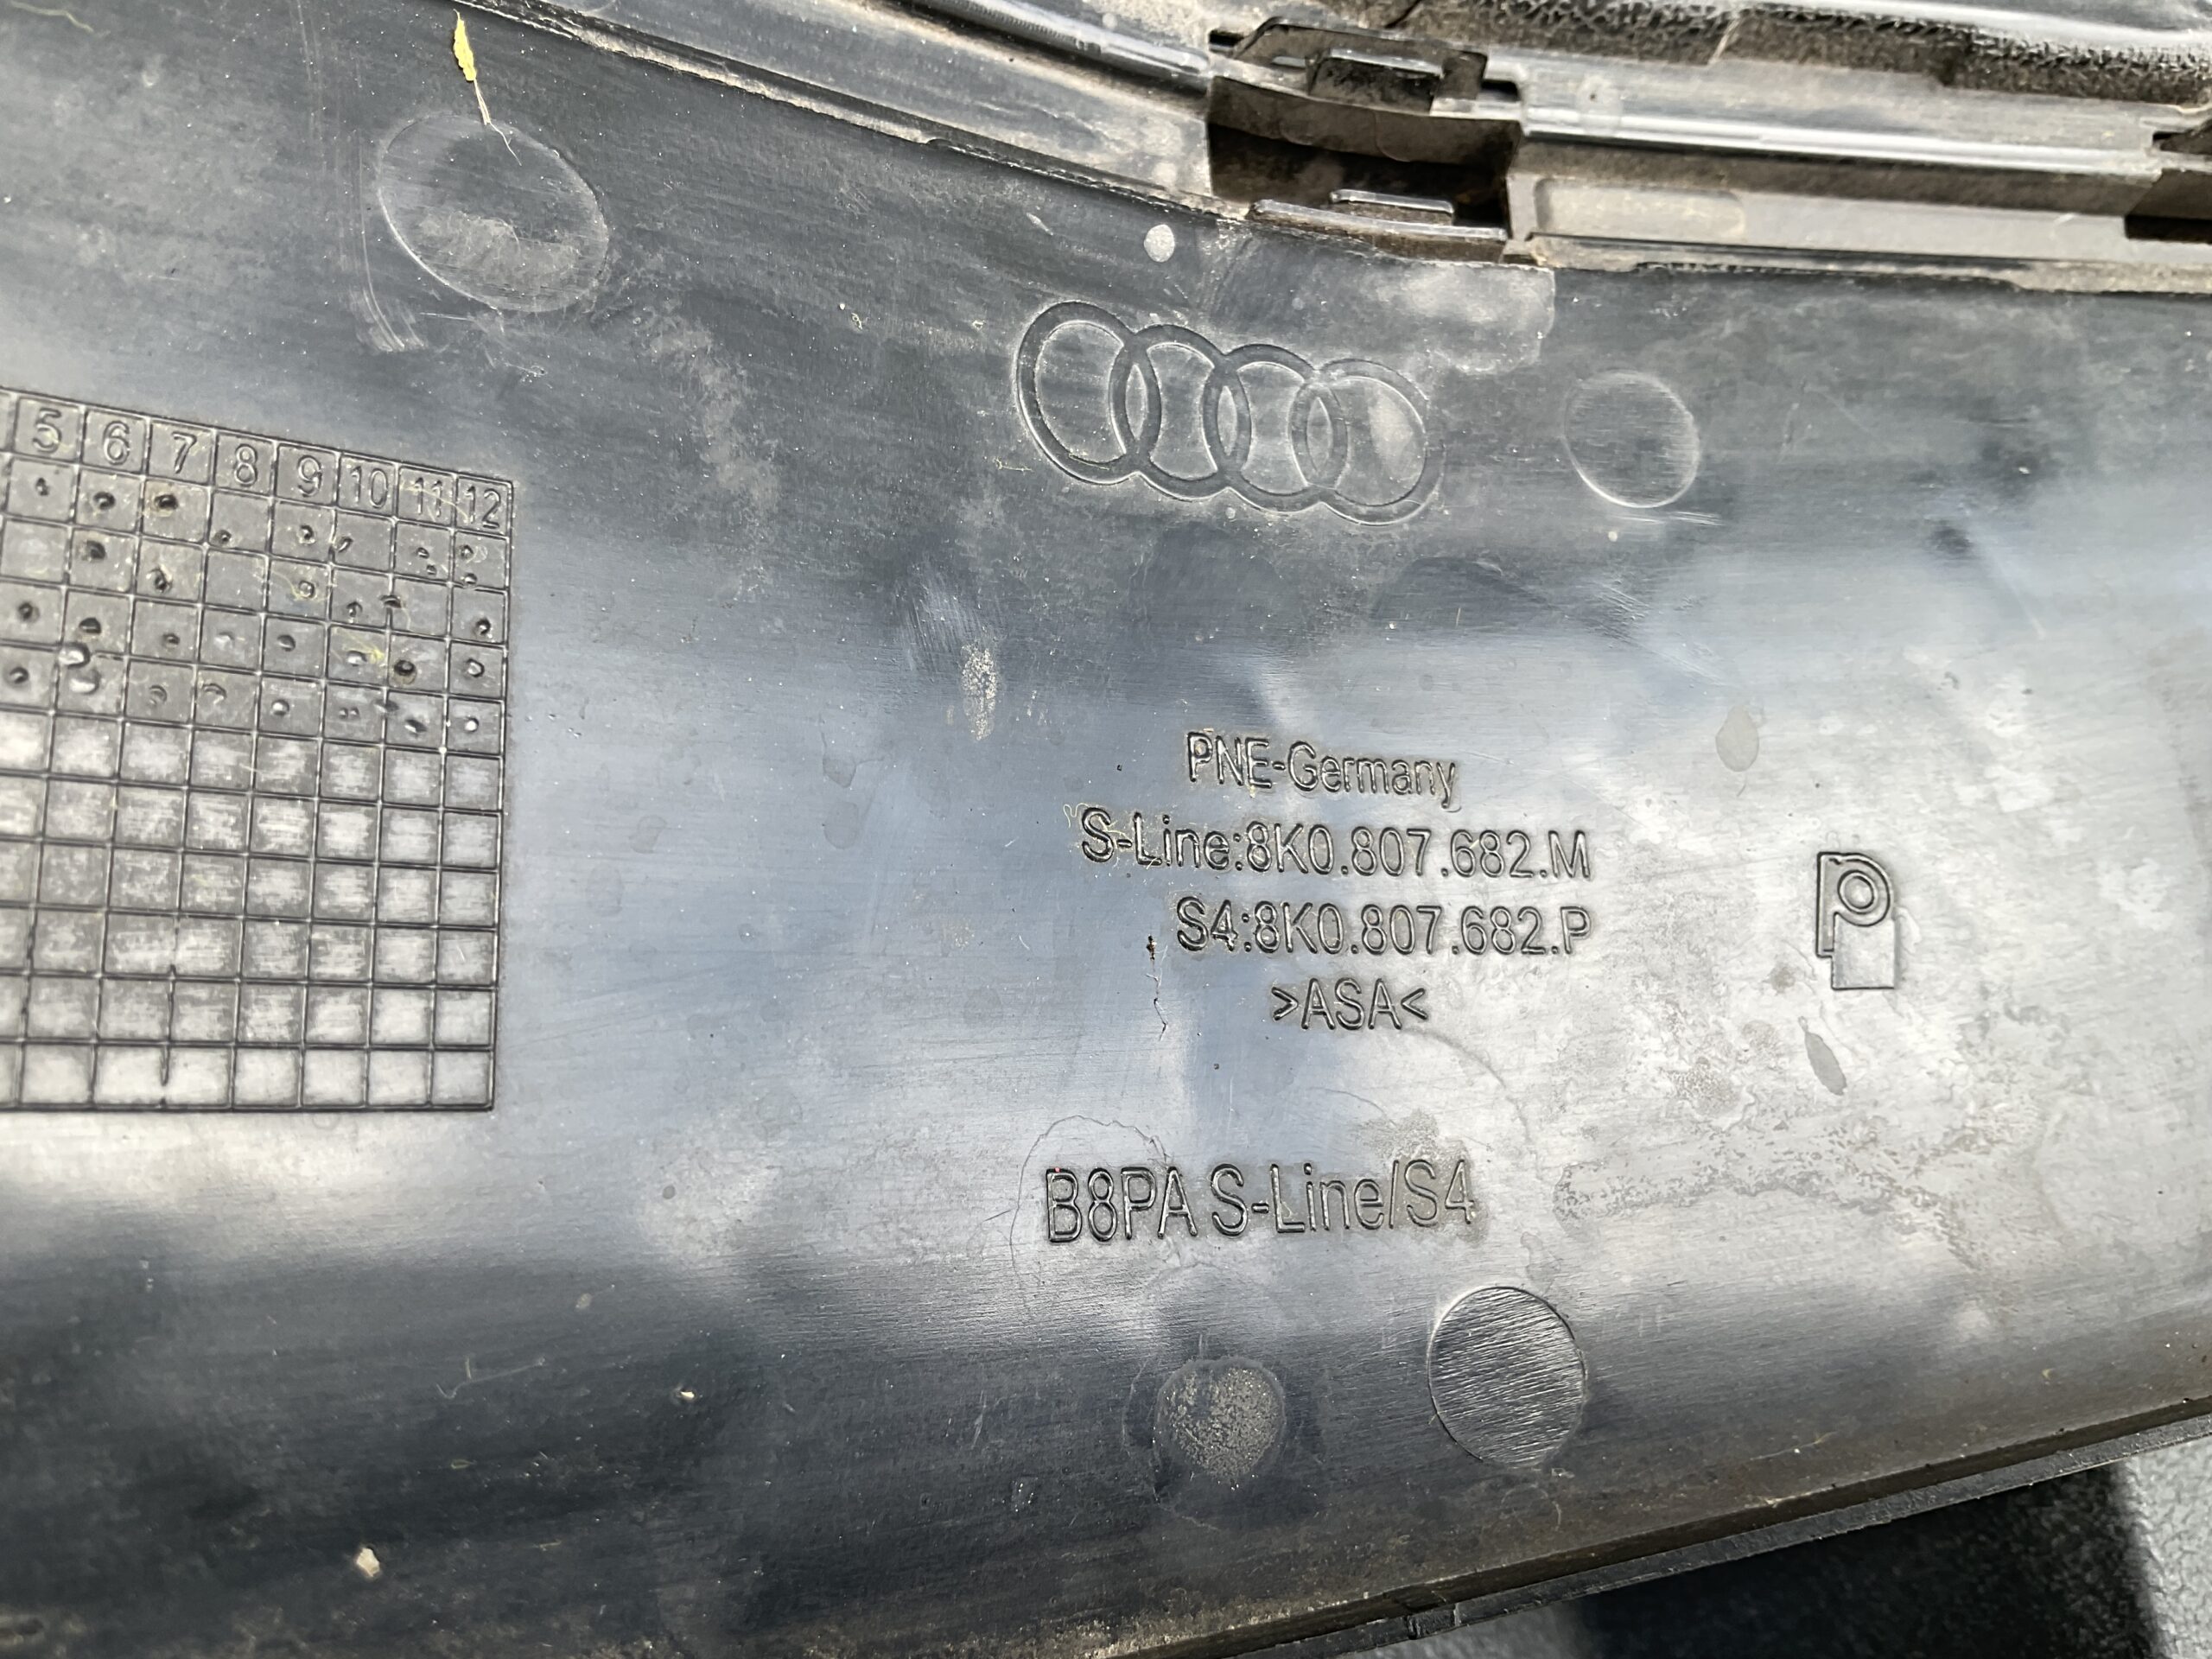 5 6 7 8 9 10 11 12
PNE-Germany
S-Line:8K0.807.682.M
S4:8K0.807.682.P
>ASA<
B8PA S-Line/S4